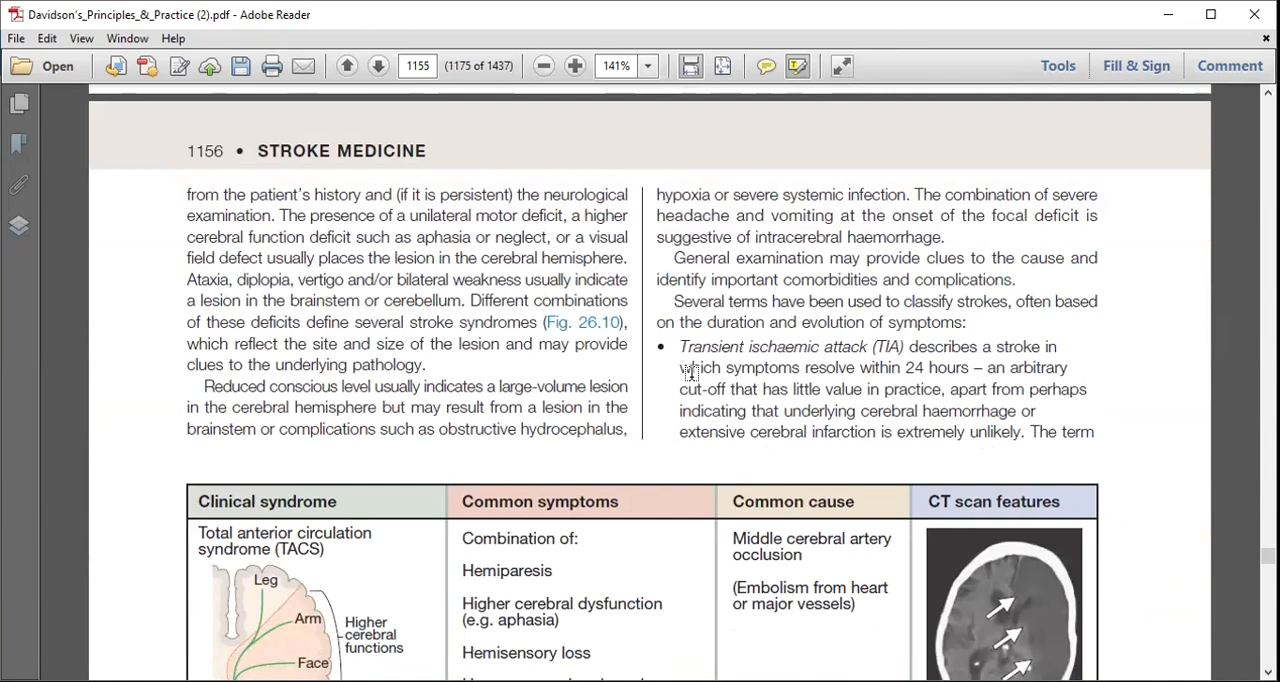 Davidson's_Principles_&_Practice (2).pdf - Adobe Reader
File Edit View Window Help
Open 1155 (1175 of 1437) 141% Tools Fill & Sign Comment
1156 • STROKE MEDICINE
from the patient's history and (if it is persistent) the neurological
examination. The presence of a unilateral motor deficit, a higher
cerebral function deficit such as aphasia or neglect, or a visual
field defect usually places the lesion in the cerebral hemisphere.
Ataxia, diplopia, vertigo and/or bilateral weakness usually indicate
a lesion in the brainstem or cerebellum. Different combinations
of these deficits define several stroke syndromes (Fig. 26.10),
which reflect the site and size of the lesion and may provide
clues to the underlying pathology.
Reduced conscious level usually indicates a large-volume lesion
in the cerebral hemisphere but may result from a lesion in the
brainstem or complications such as obstructive hydrocephalus,
hypoxia or severe systemic infection. The combination of severe
headache and vomiting at the onset of the focal deficit is
suggestive of intracerebral haemorrhage.
General examination may provide clues to the cause and
identify important comorbidities and complications.
Several terms have been used to classify strokes, often based
on the duration and evolution of symptoms:
• Transient ischaemic attack (TIA) describes a stroke in
which symptoms resolve within 24 hours – an arbitrary
cut-off that has little value in practice, apart from perhaps
indicating that underlying cerebral haemorrhage or
extensive cerebral infarction is extremely unlikely. The term
Clinical syndrome
Common symptoms
Common cause
CT scan features
Total anterior circulation
syndrome (TACS)
Leg
Arm
Face
Higher
cerebral
functions
Combination of:
Hemiparesis
Higher cerebral dysfunction
(e.g. aphasia)
Hemisensory loss
Middle cerebral artery
occlusion
(Embolism from heart
or major vessels)